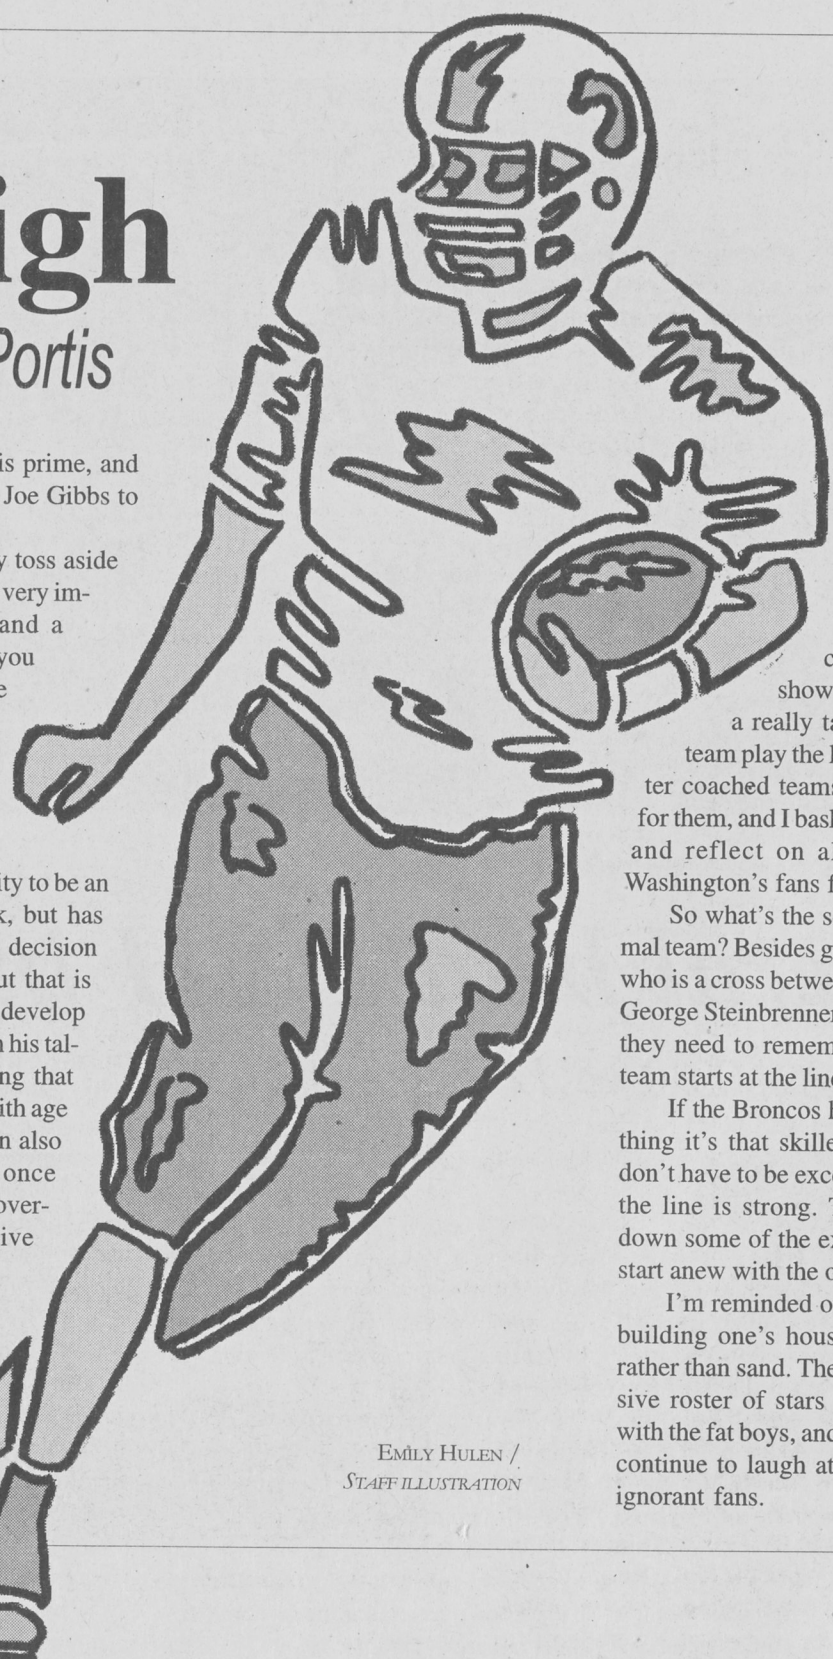 igh
Portis
is prime, and
Joe Gibbs to
y toss aside
very im-
and a
you
e
ity to be an
k, but has
decision
ut that is
develop
n his tal-
ng that
ith age
n also
once
over-
ive
EMILY HULEN /
STAFF ILLUSTRATION
c
show
a really ta
team play the
ter coached teams
for them, and I bas
and reflect on al
Washington's fans f
So what's the s
mal team? Besides g
who is a cross betwe
George Steinbrenner
they need to remem
team starts at the line
If the Broncos
thing it's that skille
don't have to be exce
the line is strong.
down some of the ex
start anew with the o
I'm reminded o
building one's hous
rather than sand. The
sive roster of stars
with the fat boys, and
continue to laugh at
ignorant fans.